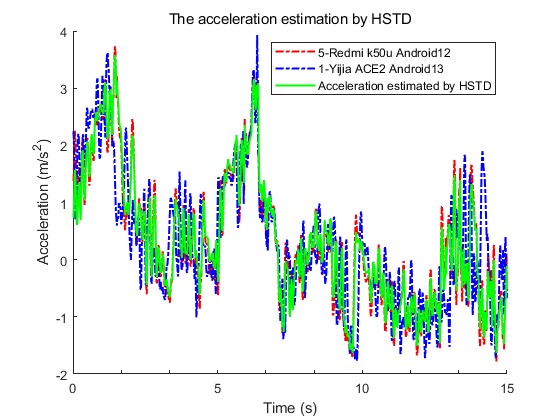 The acceleration estimation by HSTD
5-Redmi k50u Android12
1-Yijia ACE2 Android13
Acceleration estimated by HSTD
Acceleration (m/s²)
4
3
2
1
0
-1
-2
0
5
10
15
Time (s)